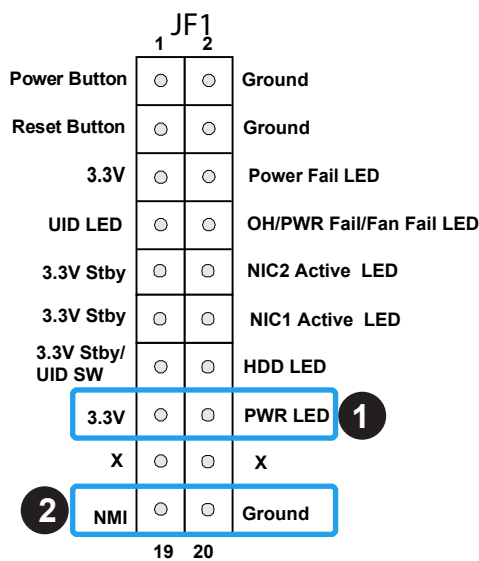 JF1
1 2
Power Button Ground
Reset Button Ground
3.3V Power Fail LED
UID LED OH/PWR Fail/Fan Fail LED
3.3V Stby NIC2 Active LED
3.3V Stby NIC1 Active LED
3.3V Stby/
UID SW HDD LED
3.3V PWR LED 1
X X
2 NMI Ground
19 20